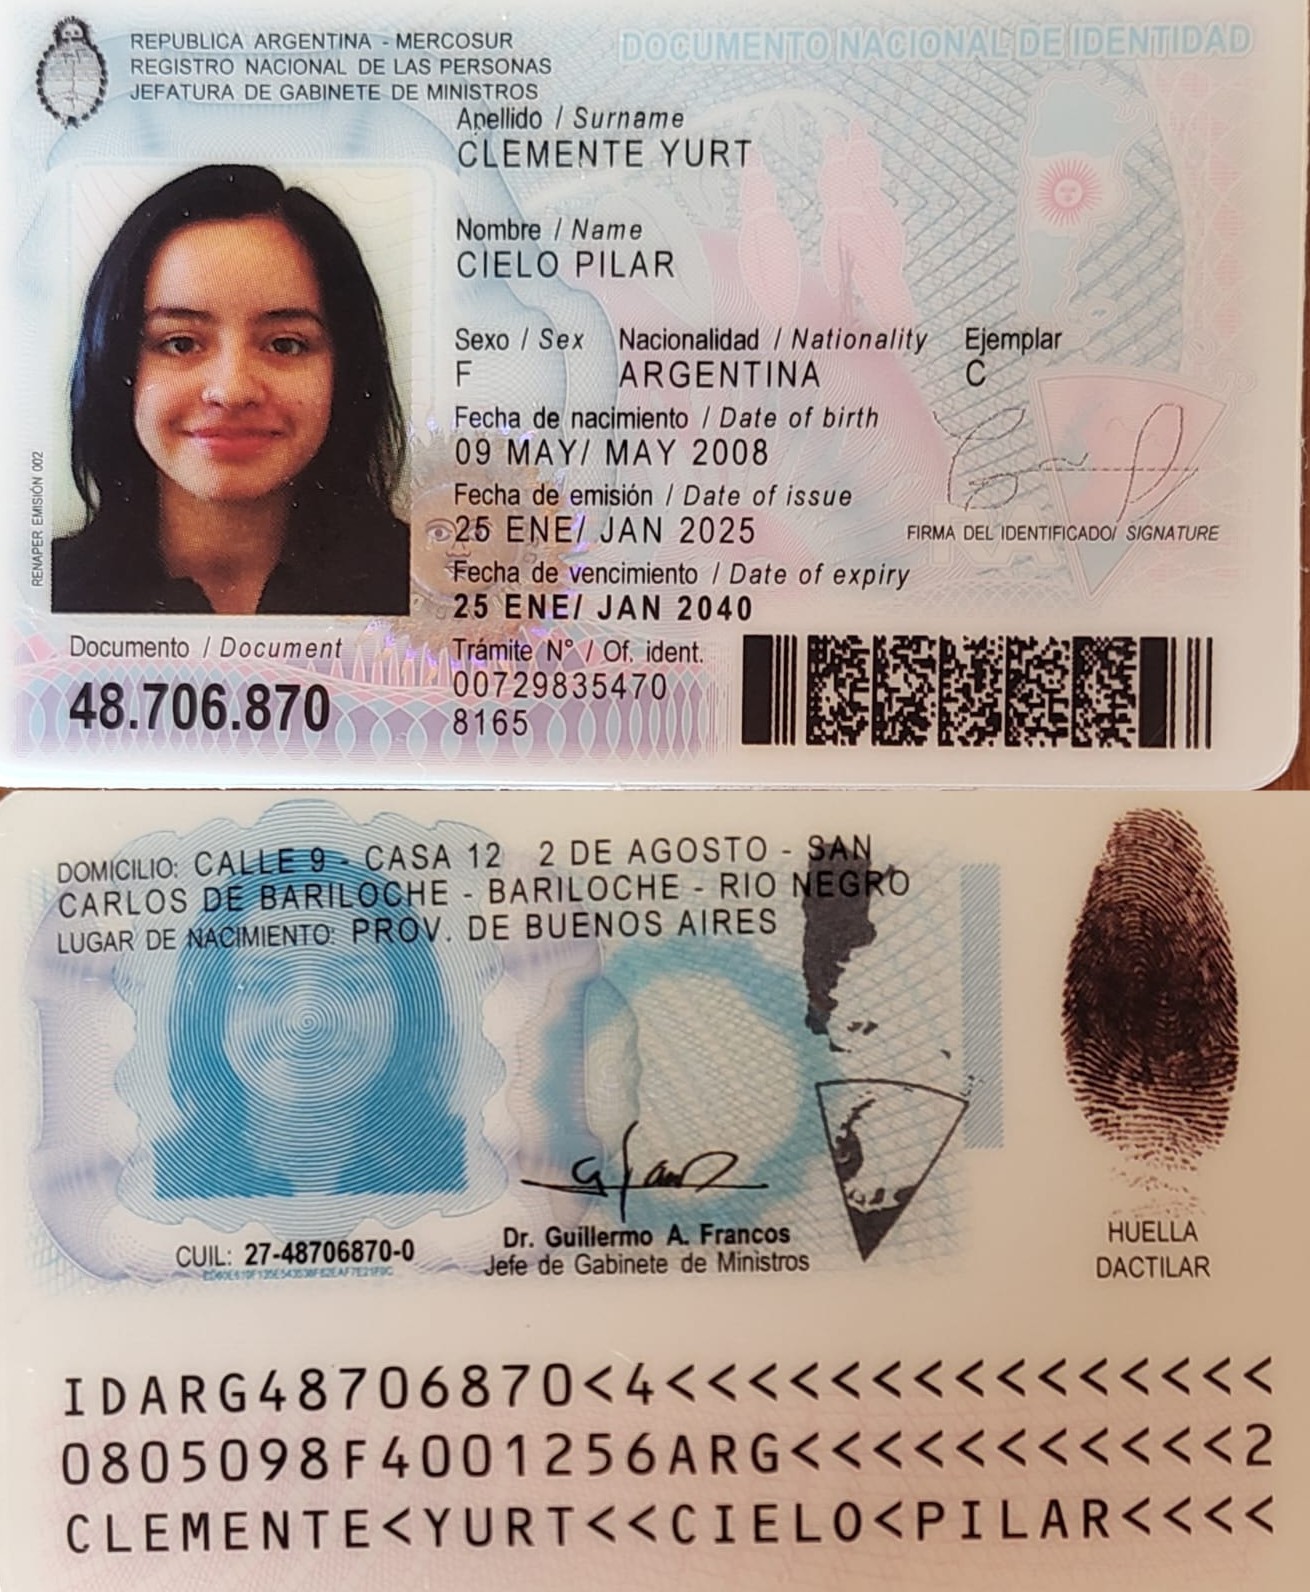 REPUBLICA ARGENTINA - MERCOSUR
REGISTRO NACIONAL DE LAS PERSONAS
JEFATURA DE GABINETE DE MINISTROS
DOCUMENTO NACIONAL DE IDENTIDAD
Apellido / Surname
CLEMENTE YURT
Nombre / Name
CIELO PILAR
Sexo / Sex Nacionalidad / Nationality Ejemplar
F ARGENTINA C
Fecha de nacimiento / Date of birth
09 MAY/ MAY 2008
Fecha de emisión / Date of issue
25 ENE/ JAN 2025
FIRMA DEL IDENTIFICADO/ SIGNATURE
Fecha de vencimiento / Date of expiry
25 ENE/ JAN 2040
RENAPER EMISIÓN 002
Documento / Document
48.706.870
Trámite N° / Of. ident.
00729835470
8165
DOMICILIO: CALLE 9 - CASA 12 2 DE AGOSTO - SAN
CARLOS DE BARILOCHE - BARILOCHE - RIO NEGRO
LUGAR DE NACIMIENTO: PROV. DE BUENOS AIRES
CUIL: 27-48706870-0
Dr. Guillermo A. Francos
Jefe de Gabinete de Ministros
HUELLA
DACTILAR
IDARG48706870<4<<<<<<<<<<<<<<<
0805098F4001256ARG<<<<<<<<<<<2
CLEMENTE<YURT<<CIELO<PILAR<<<<